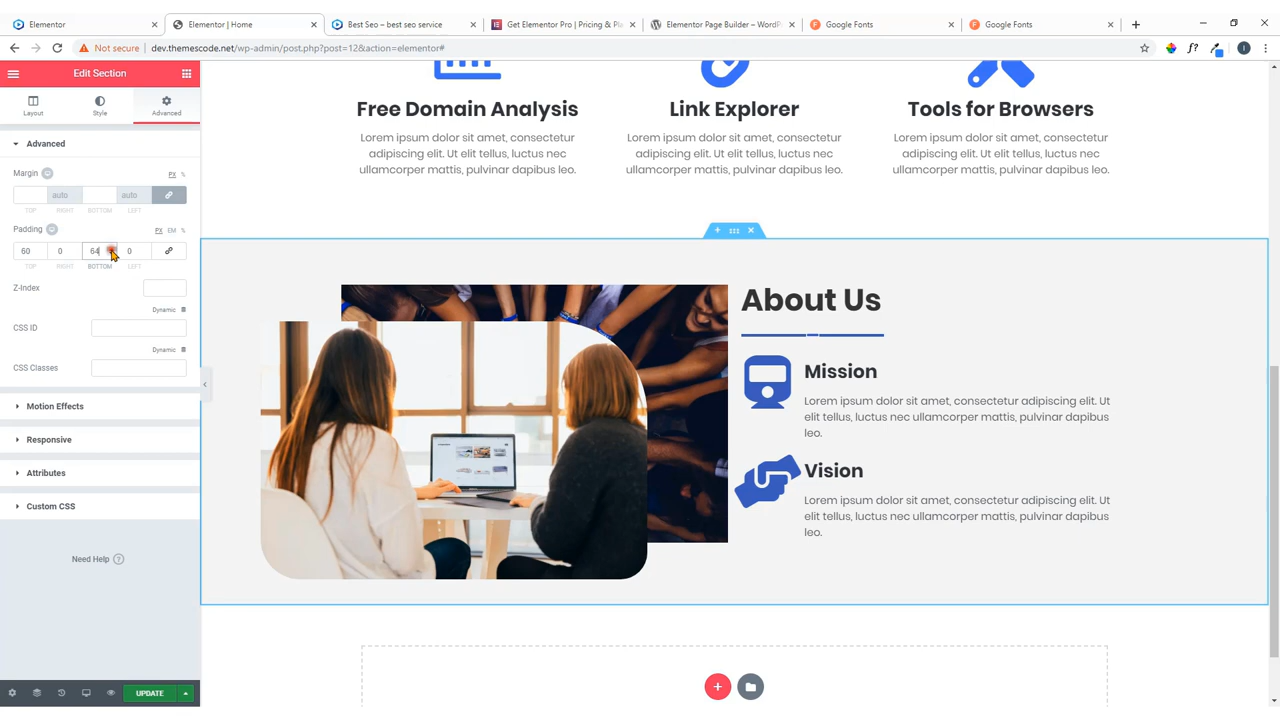 Elementor
Elementor | Home
Best Seo – best seo service
Get Elementor Pro | Pricing & Pl
Elementor Page Builder – WordP
Google Fonts
Google Fonts
Not secure
dev.themescode.net/wp-admin/post.php?post=12&action=elementor#
Edit Section
Layout
Style
Advanced
Advanced
Margin
PX %
auto
auto
TOP RIGHT BOTTOM LEFT
Padding
PX EM %
60 0 64 0
TOP RIGHT BOTTOM LEFT
Z-Index
Dynamic
CSS ID
Dynamic
CSS Classes
Motion Effects
Responsive
Attributes
Custom CSS
Need Help
UPDATE
Free Domain Analysis
Lorem ipsum dolor sit amet, consectetur
adipiscing elit. Ut elit tellus, luctus nec
ullamcorper mattis, pulvinar dapibus leo.
Link Explorer
Lorem ipsum dolor sit amet, consectetur
adipiscing elit. Ut elit tellus, luctus nec
ullamcorper mattis, pulvinar dapibus leo.
Tools for Browsers
Lorem ipsum dolor sit amet, consectetur
adipiscing elit. Ut elit tellus, luctus nec
ullamcorper mattis, pulvinar dapibus leo.
About Us
Mission
Lorem ipsum dolor sit amet, consectetur adipiscing elit. Ut
elit tellus, luctus nec ullamcorper mattis, pulvinar dapibus
leo.
Vision
Lorem ipsum dolor sit amet, consectetur adipiscing elit. Ut
elit tellus, luctus nec ullamcorper mattis, pulvinar dapibus
leo.